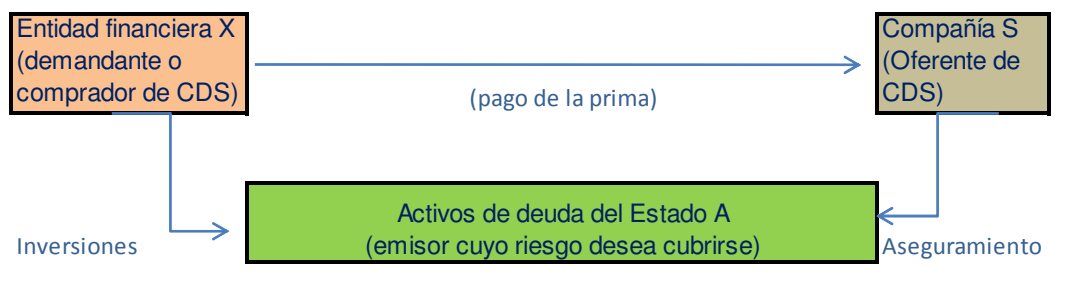 Entidad financiera X
(demandante o
comprador de CDS)
(pago de la prima)
Compañía S
(Oferente de
CDS)
Activos de deuda del Estado A
(emisor cuyo riesgo desea cubrirse)
Inversiones
Aseguramiento